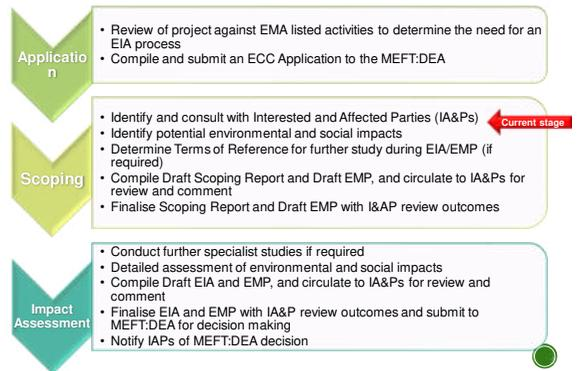 Applicatio
n
• Review of project against EMA listed activities to determine the need for an
EIA process
• Compile and submit an ECC Application to the MEFT:DEA
Scoping
• Identify and consult with Interested and Affected Parties (IA&Ps)
Current stage
• Identify potential environmental and social impacts
• Determine Terms of Reference for further study during EIA/EMP (if
required)
• Compile Draft Scoping Report and Draft EMP, and circulate to IA&Ps for
review and comment
• Finalise Scoping Report and Draft EMP with I&AP review outcomes
Impact
Assessment
• Conduct further specialist studies if required
• Detailed assessment of environmental and social impacts
• Compile Draft EIA and EMP, and circulate to IA&Ps for review and
comment
• Finalise EIA and EMP with IA&P review outcomes and submit to
MEFT:DEA for decision making
• Notify IAPs of MEFT:DEA decision